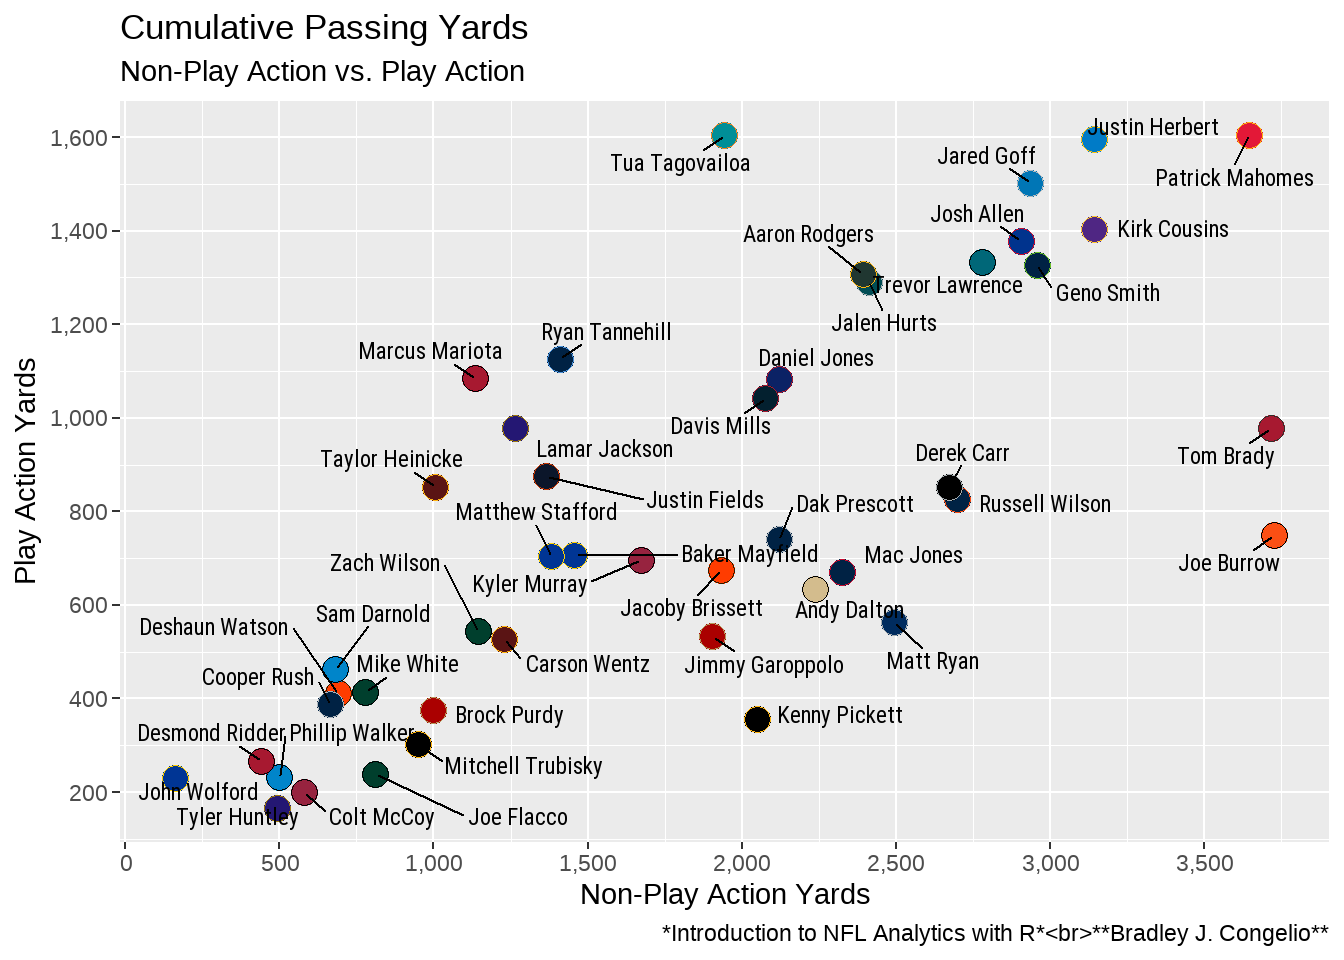 Cumulative Passing Yards
Non-Play Action vs. Play Action
Play Action Yards
1,600
1,400
1,200
1,000
800
600
400
200
Justin Herbert
Tua Tagovailoa
Jared Goff
Patrick Mahomes
Josh Allen
Kirk Cousins
Aaron Rodgers
Trevor Lawrence
Geno Smith
Jalen Hurts
Ryan Tannehill
Marcus Mariota
Daniel Jones
Davis Mills
Lamar Jackson
Taylor Heinicke
Derek Carr
Tom Brady
Justin Fields
Dak Prescott
Russell Wilson
Matthew Stafford
Baker Mayfield
Mac Jones
Joe Burrow
Zach Wilson
Kyler Murray
Jacoby Brissett
Andy Dalton
Sam Darnold
Deshaun Watson
Mike White
Carson Wentz
Jimmy Garoppolo
Matt Ryan
Cooper Rush
Brock Purdy
Kenny Pickett
Desmond Ridder
Phillip Walker
Mitchell Trubisky
John Wolford
Tyler Huntley
Colt McCoy
Joe Flacco
0
500
1,000
1,500
2,000
2,500
3,000
3,500
Non-Play Action Yards
*Introduction to NFL Analytics with R*<br>**Bradley J. Congelio**